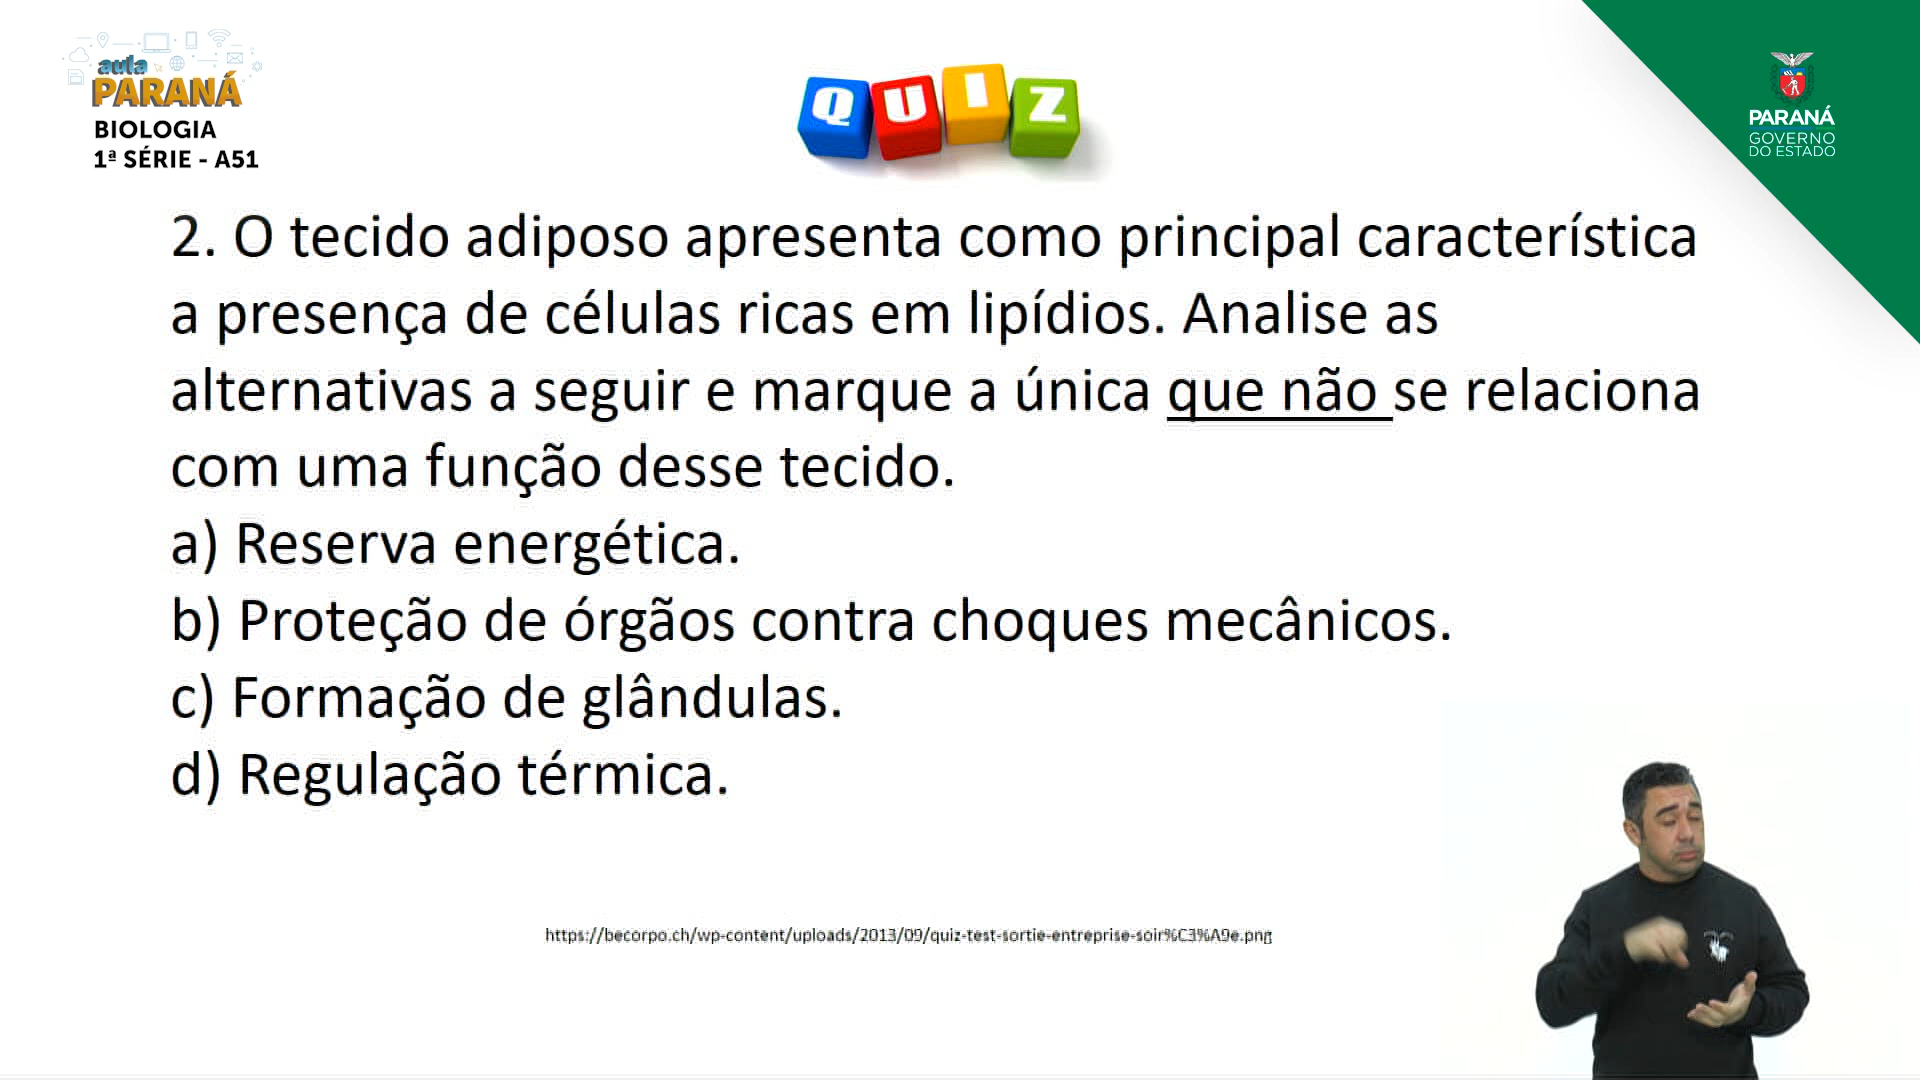 aula
PARANÁ
BIOLOGIA
1ª SÉRIE - A51
QUIZ
PARANÁ
GOVERNO
DO ESTADO
2. O tecido adiposo apresenta como principal característica
a presença de células ricas em lipídios. Analise as
alternativas a seguir e marque a única que não se relaciona
com uma função desse tecido.
a) Reserva energética.
b) Proteção de órgãos contra choques mecânicos.
c) Formação de glândulas.
d) Regulação térmica.
https://becorpo.ch/wp-content/uploads/2013/09/quiz-test-sortie-entreprise-soir%C3%A9e.png